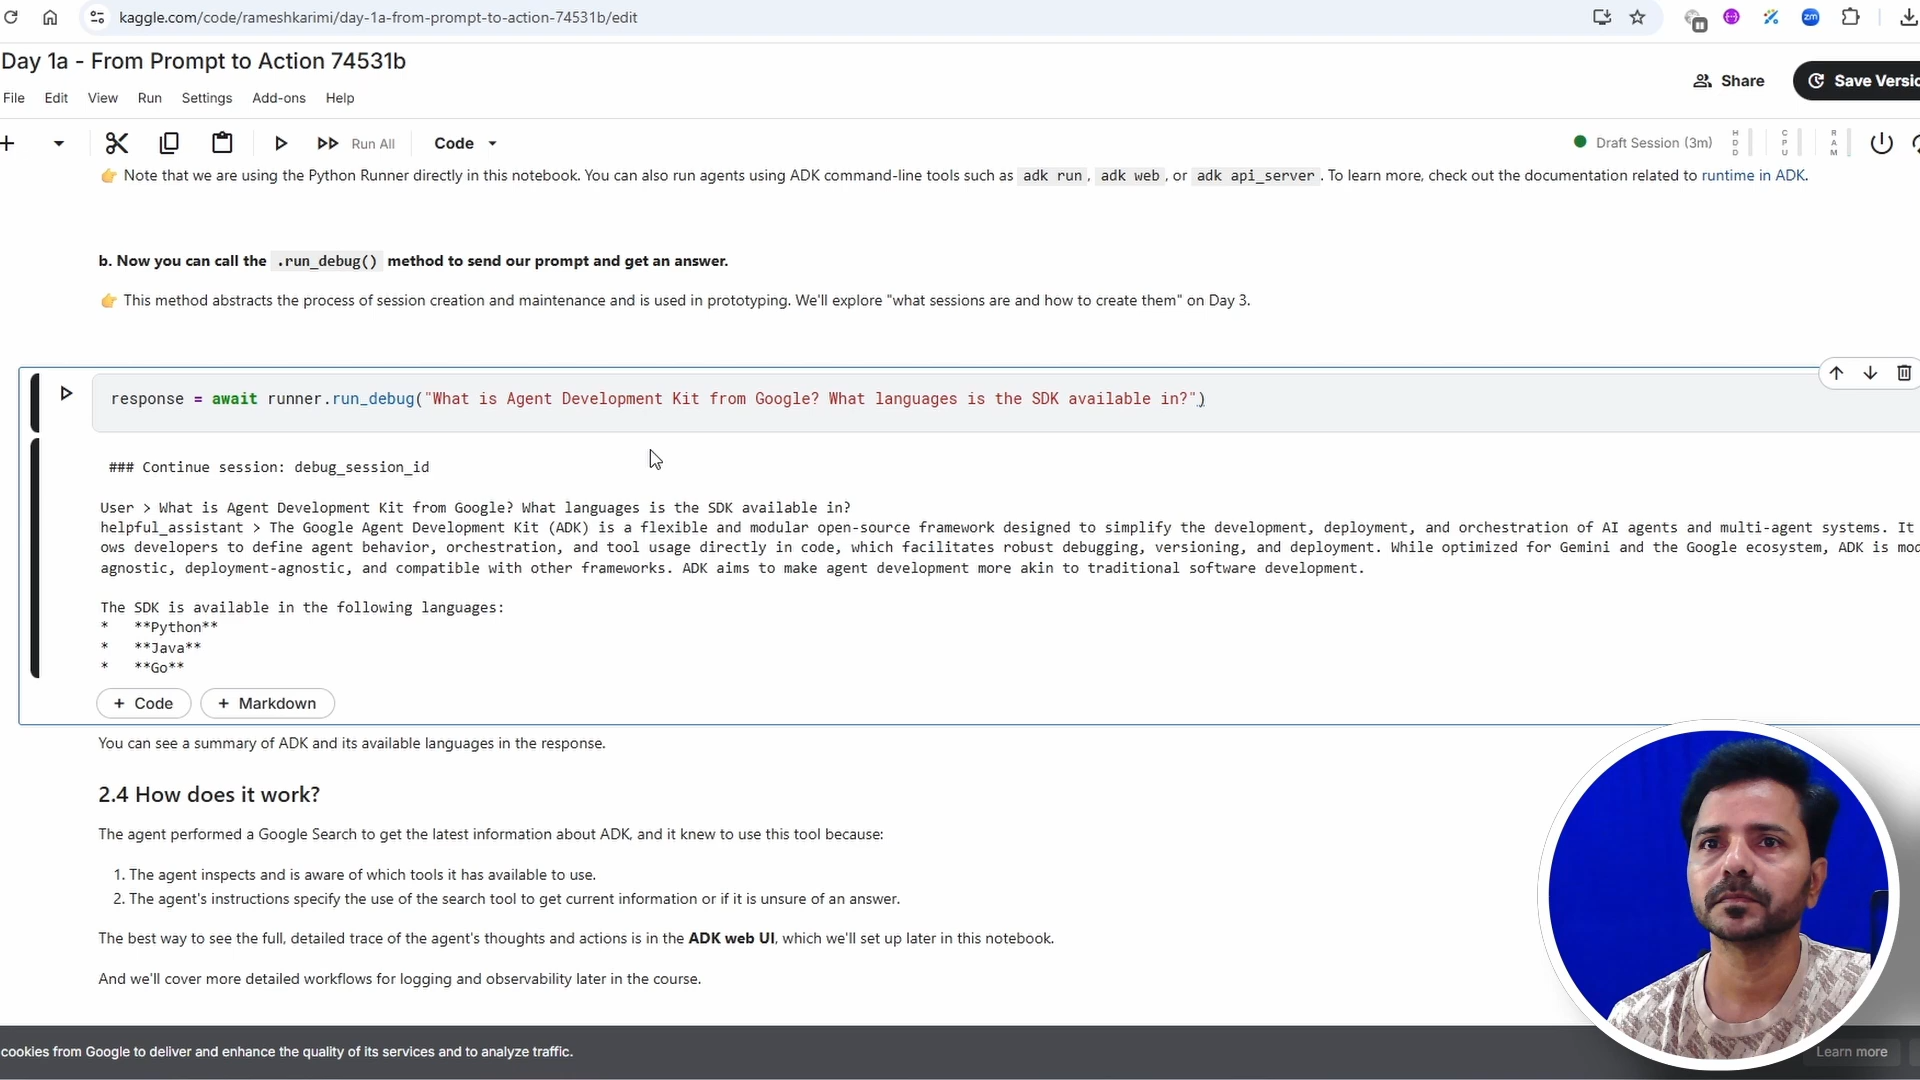 kaggle.com/code/rameshkarimi/day-1a-from-prompt-to-action-74531b/edit
zm
Day 1a - From Prompt to Action 74531b
Share
Save Versio
File Edit View Run Settings Add-ons Help
Run All
Code
Draft Session (3m)
HDD
CPU
RAM
👉 Note that we are using the Python Runner directly in this notebook. You can also run agents using ADK command-line tools such as adk run, adk web, or adk api_server. To learn more, check out the documentation related to runtime in ADK.
b. Now you can call the .run_debug() method to send our prompt and get an answer.
👉 This method abstracts the process of session creation and maintenance and is used in prototyping. We'll explore "what sessions are and how to create them" on Day 3.
response = await runner.run_debug("What is Agent Development Kit from Google? What languages is the SDK available in?")
### Continue session: debug_session_id
User > What is Agent Development Kit from Google? What languages is the SDK available in?
helpful_assistant > The Google Agent Development Kit (ADK) is a flexible and modular open-source framework designed to simplify the development, deployment, and orchestration of AI agents and multi-agent systems. It
ows developers to define agent behavior, orchestration, and tool usage directly in code, which facilitates robust debugging, versioning, and deployment. While optimized for Gemini and the Google ecosystem, ADK is mod
agnostic, deployment-agnostic, and compatible with other frameworks. ADK aims to make agent development more akin to traditional software development.
The SDK is available in the following languages:
* **Python**
* **Java**
* **Go**
+ Code + Markdown
You can see a summary of ADK and its available languages in the response.
2.4 How does it work?
The agent performed a Google Search to get the latest information about ADK, and it knew to use this tool because:
1. The agent inspects and is aware of which tools it has available to use.
2. The agent's instructions specify the use of the search tool to get current information or if it is unsure of an answer.
The best way to see the full, detailed trace of the agent's thoughts and actions is in the ADK web UI, which we'll set up later in this notebook.
And we'll cover more detailed workflows for logging and observability later in the course.
cookies from Google to deliver and enhance the quality of its services and to analyze traffic.
Learn more